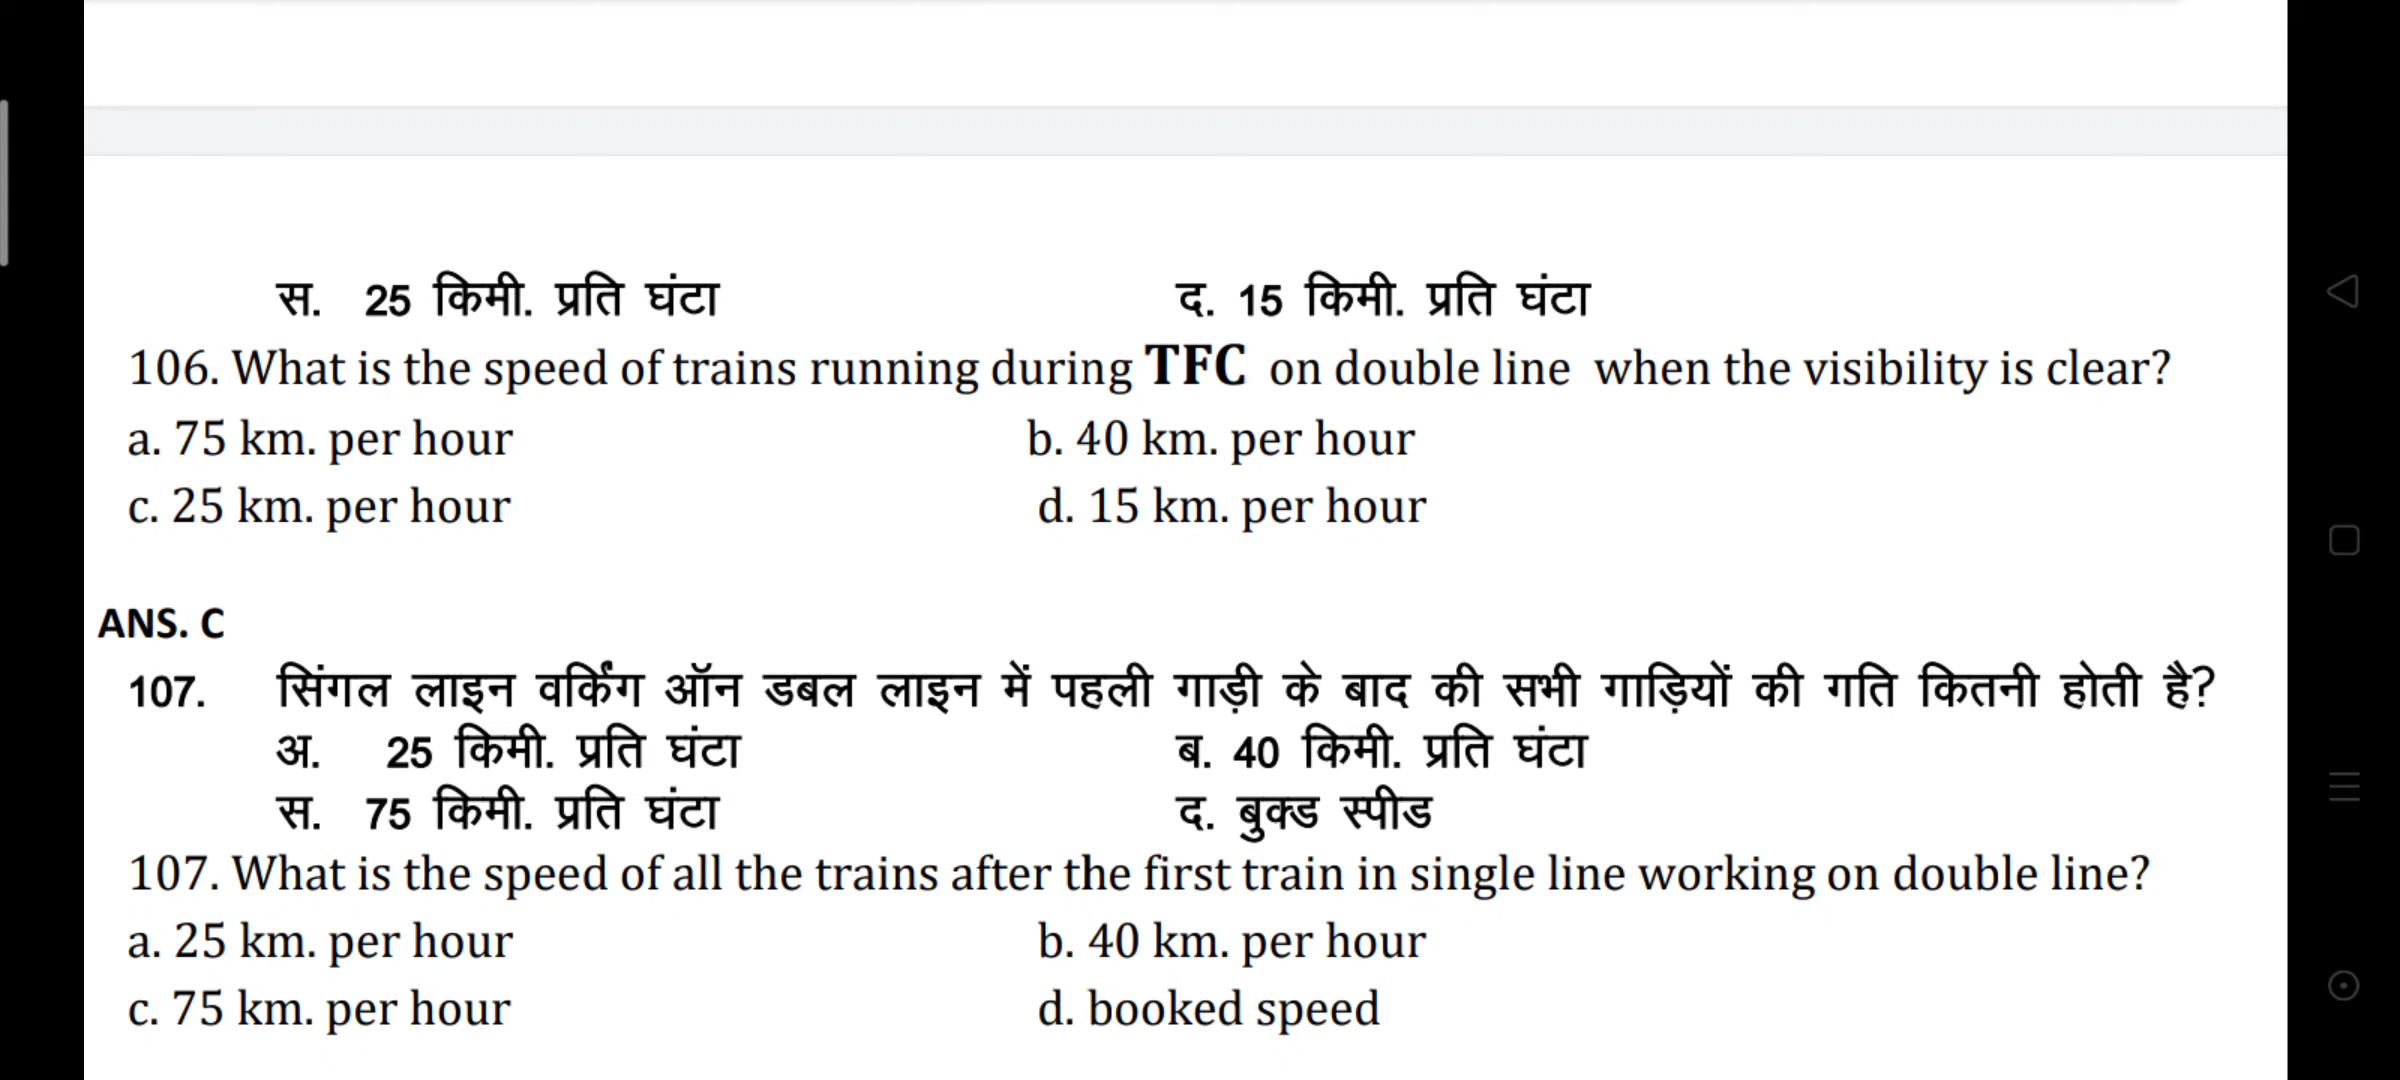 स. 25 किमी. प्रति घंटा द. 15 किमी. प्रति घंटा
106. What is the speed of trains running during TFC on double line when the visibility is clear?
a. 75 km. per hour b. 40 km. per hour
c. 25 km. per hour d. 15 km. per hour
ANS. C
107. सिंगल लाइन वर्किंग ऑन डबल लाइन में पहली गाड़ी के बाद की सभी गाड़ियों की गति कितनी होती है?
अ. 25 किमी. प्रति घंटा ब. 40 किमी. प्रति घंटा
स. 75 किमी. प्रति घंटा द. बुक्ड स्पीड
107. What is the speed of all the trains after the first train in single line working on double line?
a. 25 km. per hour b. 40 km. per hour
c. 75 km. per hour d. booked speed